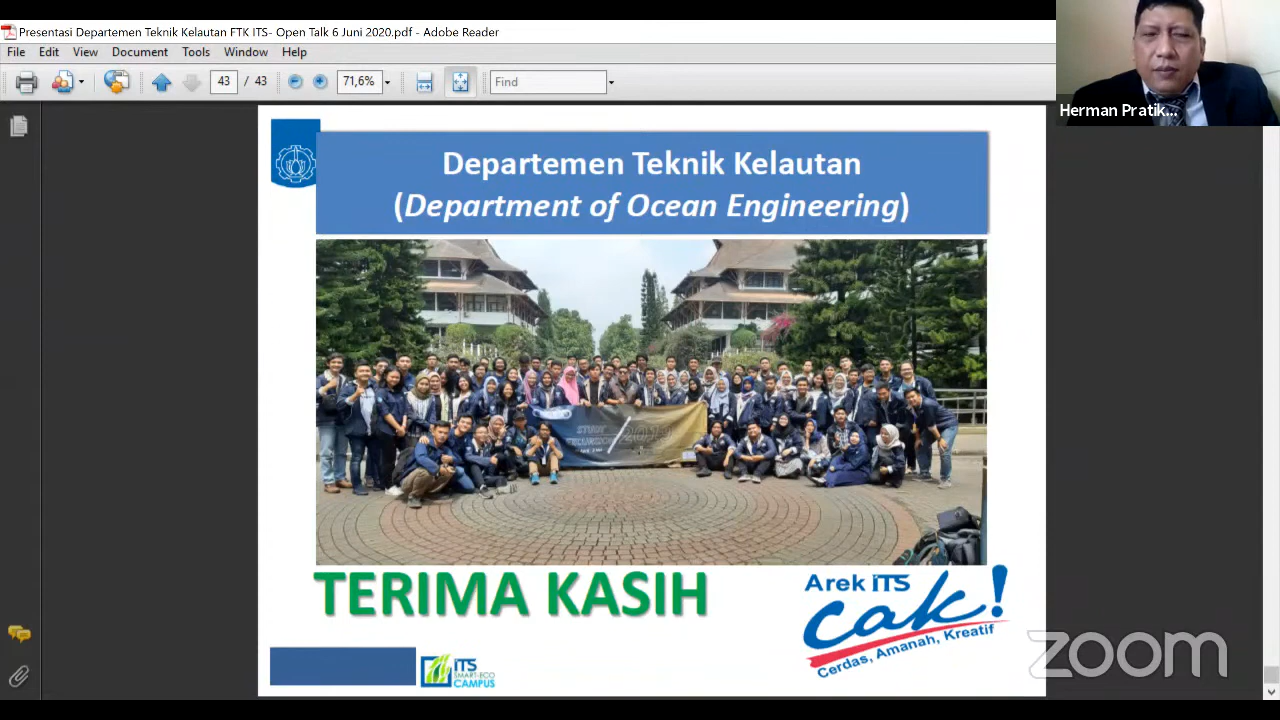 Presentasi Departemen Teknik Kelautan FTK ITS- Open Talk 6 Juni 2020.pdf - Adobe Reader
File Edit View Document Tools Window Help
43 / 43 71,6% Find
Herman Pratik...
Departemen Teknik Kelautan
(Department of Ocean Engineering)
STUDY
TERIMA KASIH
Arek ITS
cak!
Cerdas, Amanah, Kreatif
ITS
SMART-ECO
CAMPUS
zoom